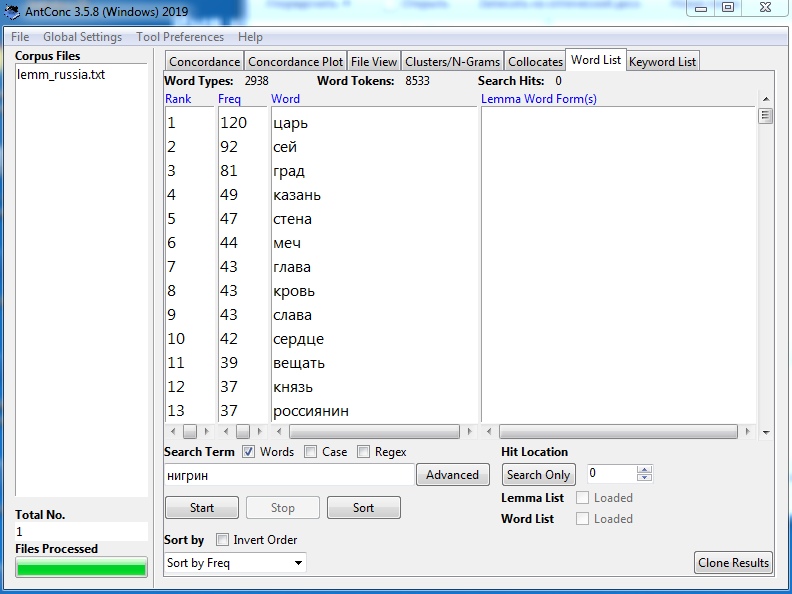 AntConc 3.5.8 (Windows) 2019
File Global Settings Tool Preferences Help
Corpus Files
lemm_russia.txt
Concordance Concordance Plot File View Clusters/N-Grams Collocates Word List Keyword List
Word Types: 2938 Word Tokens: 8533 Search Hits: 0
Rank Freq Word Lemma Word Form(s)
1 120 царь
2 92 сей
3 81 град
4 49 казань
5 47 стена
6 44 меч
7 43 глава
8 43 кровь
9 43 слава
10 42 сердце
11 39 вещать
12 37 князь
13 37 россиянин
Search Term Words Case Regex Hit Location
нигрин Advanced Search Only 0
Start Stop Sort Lemma List Loaded
Word List Loaded
Total No.
1
Files Processed
Sort by Invert Order
Sort by Freq Clone Results